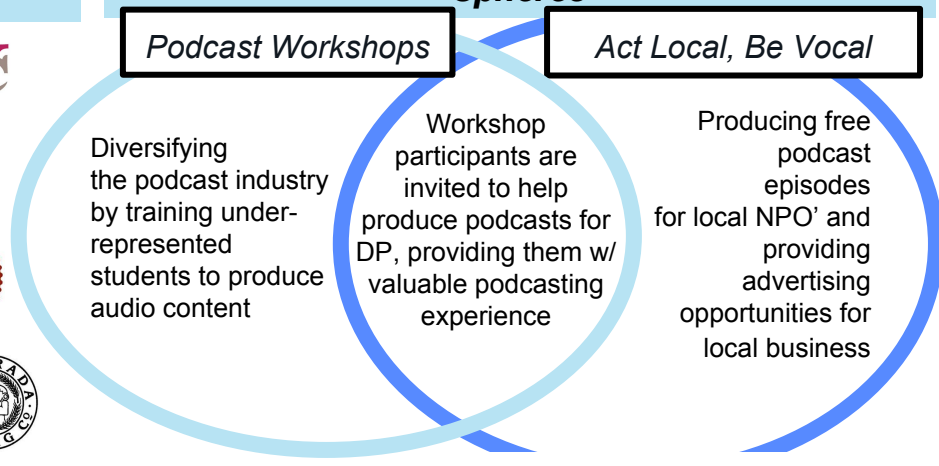 Spheres
Podcast Workshops
Act Local, Be Vocal
Diversifying
the podcast industry
by training under-
represented
students to produce
audio content
Workshop
participants are
invited to help
produce podcasts for
DP, providing them w/
valuable podcasting
experience
Producing free
podcast
episodes
for local NPO' and
providing
advertising
opportunities for
local business